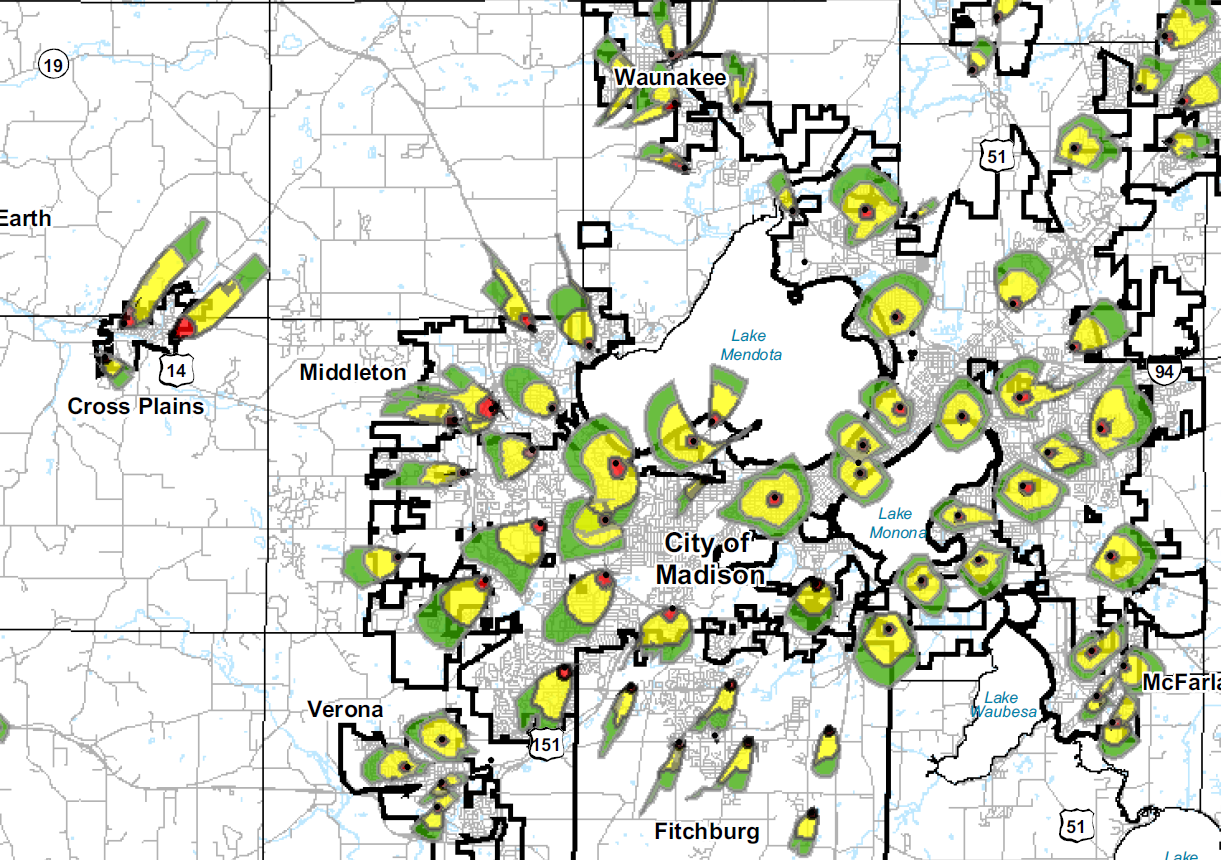 19
Waunakee
51
Earth
Lake
Mendota
Middleton
14
94
Cross Plains
Lake
Monona
City of
Madison
McFarla
Lake
Waubesa
Verona
151
Fitchburg
51
Lake